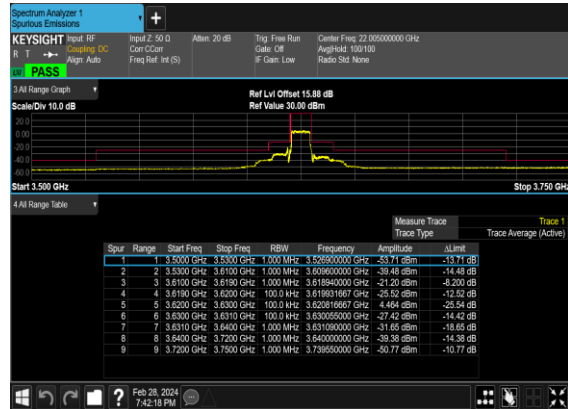 Spectrum Analyzer 1
Spurious Emissions
KEYSIGHT Input: RF Input Z: 50 Ω Atten: 20 dB Trig: Free Run Center Freq: 22.005000000 GHz
R T Coupling: DC Corr CCorr Gate: Off Avg|Hold: 100/100
Align: Auto Freq Ref: Int (S) IF Gain: Low Radio Std: None
PASS
3 All Range Graph
Ref Lvl Offset 15.88 dB
Scale/Div 10.0 dB Ref Value 30.00 dBm
20.0
0.00
-20.0
-40.0
-60.0
Start 3.500 GHz Stop 3.750 GHz
4 All Range Table
Measure Trace Trace 1
Trace Type Trace Average (Active)
Spur Range Start Freq Stop Freq RBW Frequency Amplitude ΔLimit
1 1 3.5000 GHz 3.5300 GHz 1.000 MHz 3.526900000 GHz -53.71 dBm -13.71 dB
2 2 3.5300 GHz 3.6100 GHz 1.000 MHz 3.609600000 GHz -39.48 dBm -14.48 dB
3 3 3.6100 GHz 3.6190 GHz 1.000 MHz 3.618940000 GHz -21.20 dBm -8.200 dB
4 4 3.6190 GHz 3.6200 GHz 100.0 kHz 3.619931667 GHz -25.52 dBm -12.52 dB
5 5 3.6200 GHz 3.6300 GHz 100.0 kHz 3.620816667 GHz 4.464 dBm -25.54 dB
6 6 3.6300 GHz 3.6310 GHz 100.0 kHz 3.630055000 GHz -27.42 dBm -14.42 dB
7 7 3.6310 GHz 3.6400 GHz 1.000 MHz 3.631090000 GHz -31.65 dBm -18.65 dB
8 8 3.6400 GHz 3.7200 GHz 1.000 MHz 3.640000000 GHz -39.38 dBm -14.38 dB
9 9 3.7200 GHz 3.7500 GHz 1.000 MHz 3.739550000 GHz -50.77 dBm -10.77 dB
Feb 28, 2024
7:42:18 PM